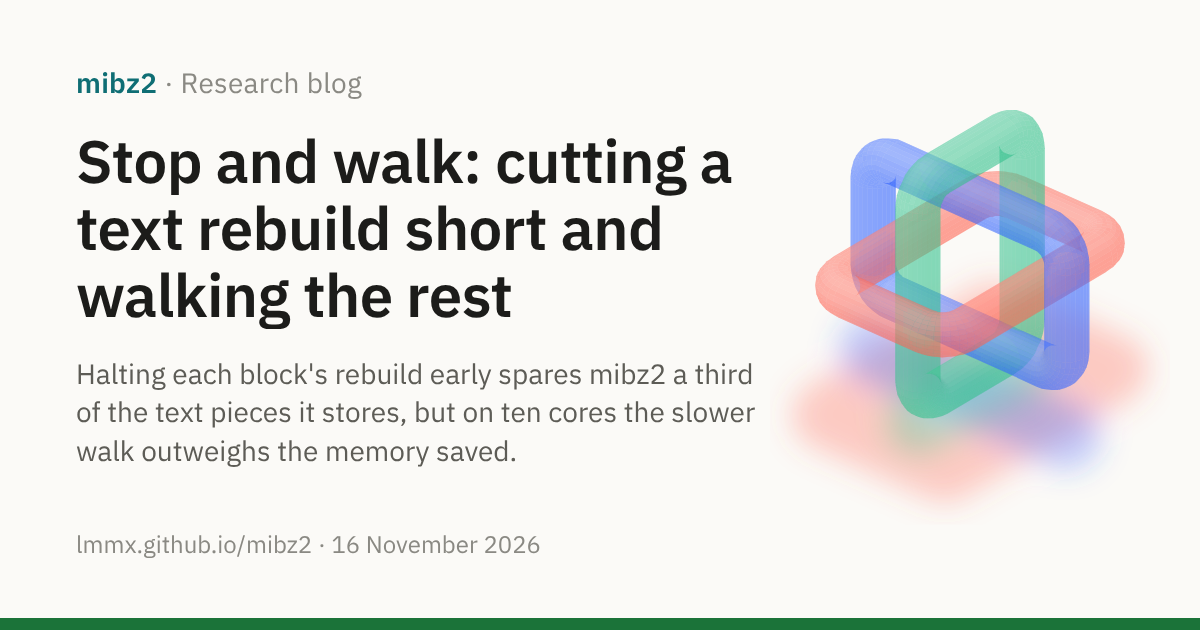 mibz2 · Research blog
Stop and walk: cutting a
text rebuild short and
walking the rest
Halting each block's rebuild early spares mibz2 a third
of the text pieces it stores, but on ten cores the slower
walk outweighs the memory saved.
lmmx.github.io/mibz2 · 16 November 2026